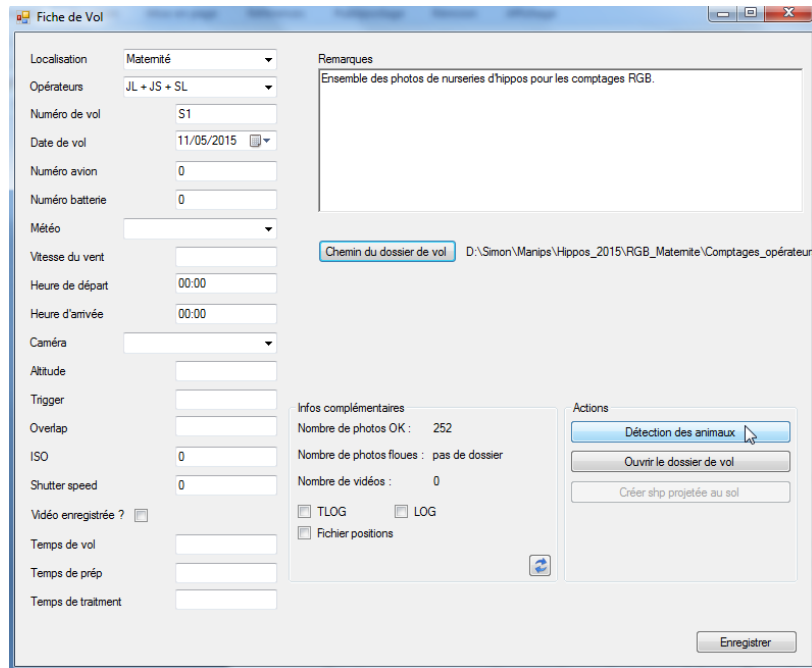 Fiche de Vol
Localisation Maternité
Opérateurs JL + JS + SL
Numéro de vol S1
Date de vol 11/05/2015
Numéro avion 0
Numéro batterie 0
Météo
Vitesse du vent
Heure de départ 00:00
Heure d'arrivée 00:00
Caméra
Altitude
Trigger
Overlap
ISO 0
Shutter speed 0
Vidéo enregistrée ?
Temps de vol
Temps de prép
Temps de traitement
Remarques
Ensemble des photos de nurseries d'hippos pour les comptages RGB.
Chemin du dossier de vol D:\Simon\Manips\Hippos_2015\RGB_Maternite\Comptages_opérateur
Infos complémentaires
Nombre de photos OK : 252
Nombre de photos floues : pas de dossier
Nombre de vidéos : 0
TLOG LOG
Fichier positions
Actions
Détection des animaux
Ouvrir le dossier de vol
Créer shp projetée au sol
Enregistrer